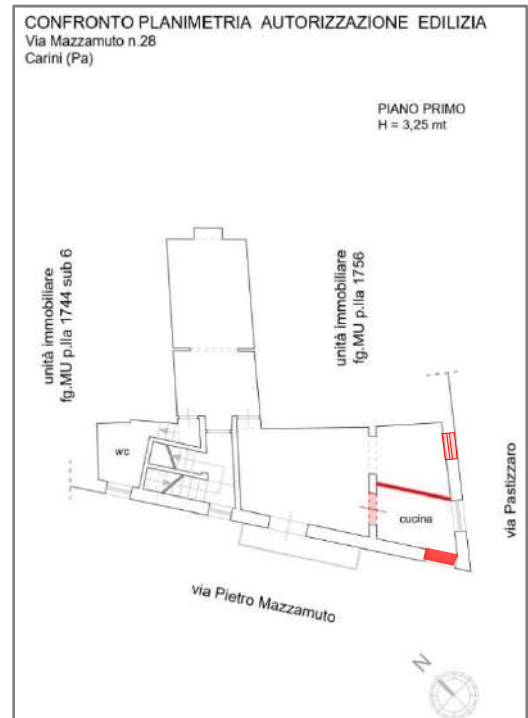 CONFRONTO PLANIMETRIA AUTORIZZAZIONE EDILIZIA
Via Mazzamuto n.28
Carini (Pa)
PIANO PRIMO
H = 3,25 mt
unità immobiliare
fg.MU p.lla 1744 sub 6
unità immobiliare
fg.MU p.lla 1756
wc
cucina
via Pastizzaro
via Pietro Mazzamuto
N